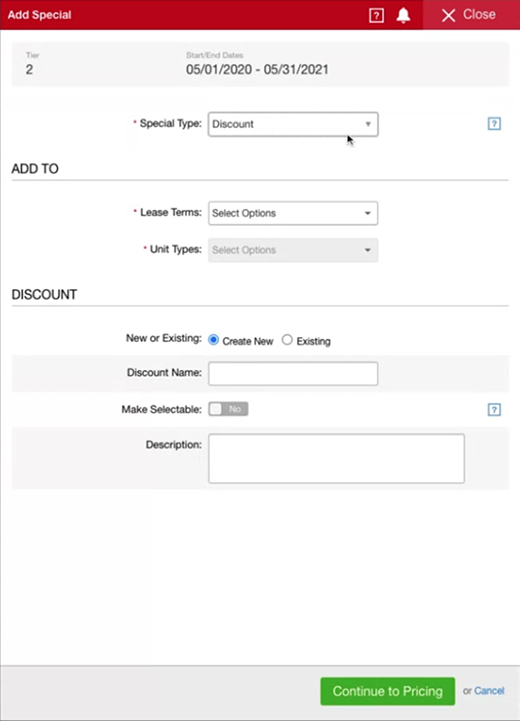 Add Special
? Close
Tier
2
Start/End Dates
05/01/2020 - 05/31/2021
* Special Type: Discount ?
ADD TO
* Lease Terms: Select Options
* Unit Types: Select Options
DISCOUNT
New or Existing: Create New Existing
Discount Name:
Make Selectable: No ?
Description:
Continue to Pricing or Cancel